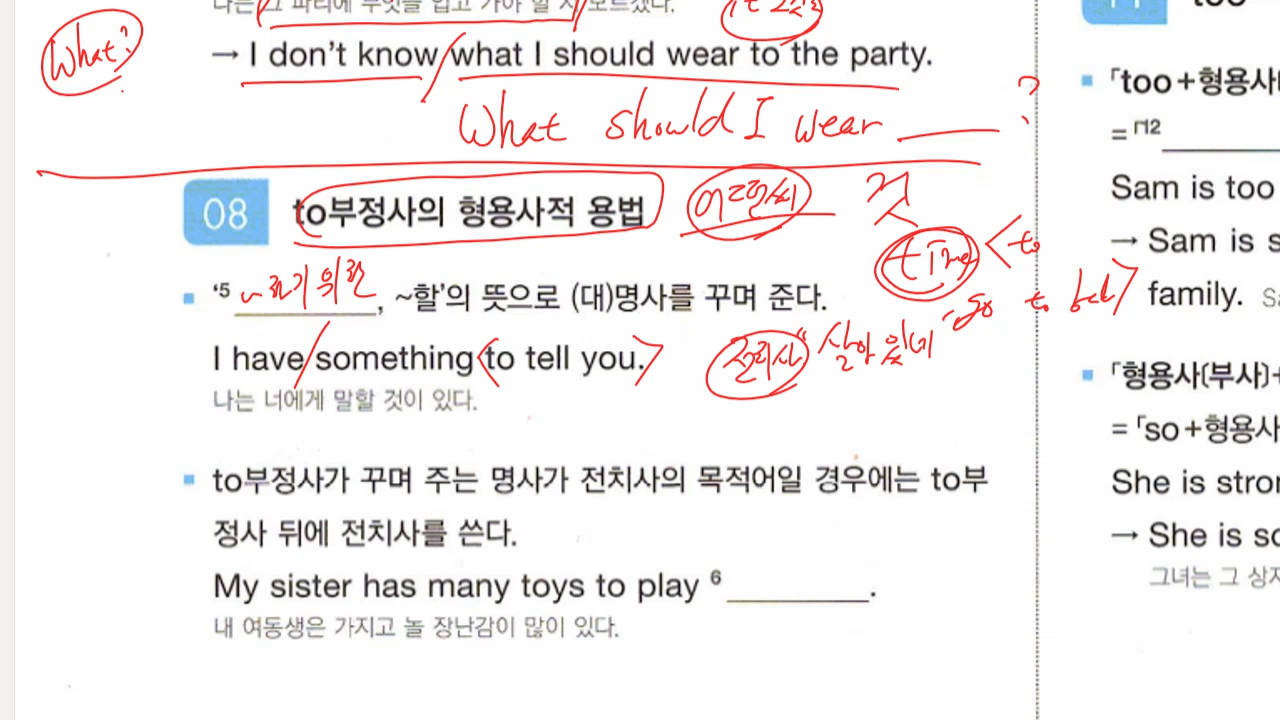 → I don't know what I should wear to the party.
What?
What should I wear ?
08 to부정사의 형용사적 용법
time < to
go to bed >
'5 ~하기 위한, ~할'의 뜻으로 (대)명사를 꾸며 준다.
I have / something < to tell you. >
나는 너에게 말할 것이 있다.
전치사 "살아 있네"
to부정사가 꾸며 주는 명사가 전치사의 목적어일 경우에는 to부
정사 뒤에 전치사를 쓴다.
My sister has many toys to play 6 ________.
내 여동생은 가지고 놀 장난감이 많이 있다.
「too+형용사
=「12
Sam is too
→ Sam is s
family.
「형용사(부사)+
=「so+형용사
She is stron
→ She is so
그녀는 그 상자